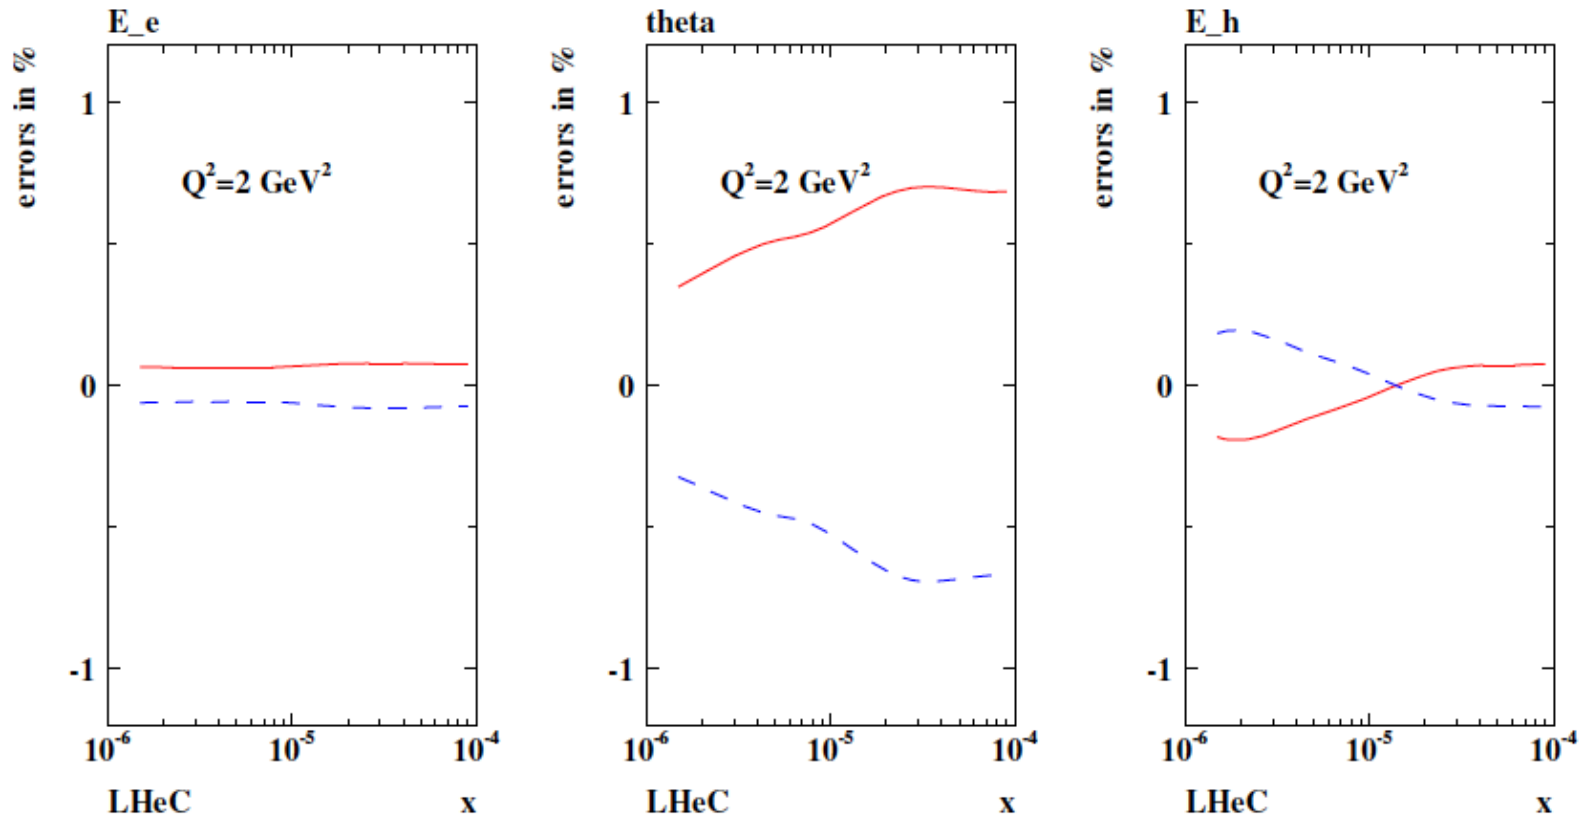 E_e
errors in %
1
Q²=2 GeV²
0
-1
10⁻⁶ 10⁻⁵ 10⁻⁴
LHeC x
theta
errors in %
1
Q²=2 GeV²
0
-1
10⁻⁶ 10⁻⁵ 10⁻⁴
LHeC x
E_h
errors in %
1
Q²=2 GeV²
0
-1
10⁻⁶ 10⁻⁵ 10⁻⁴
LHeC x